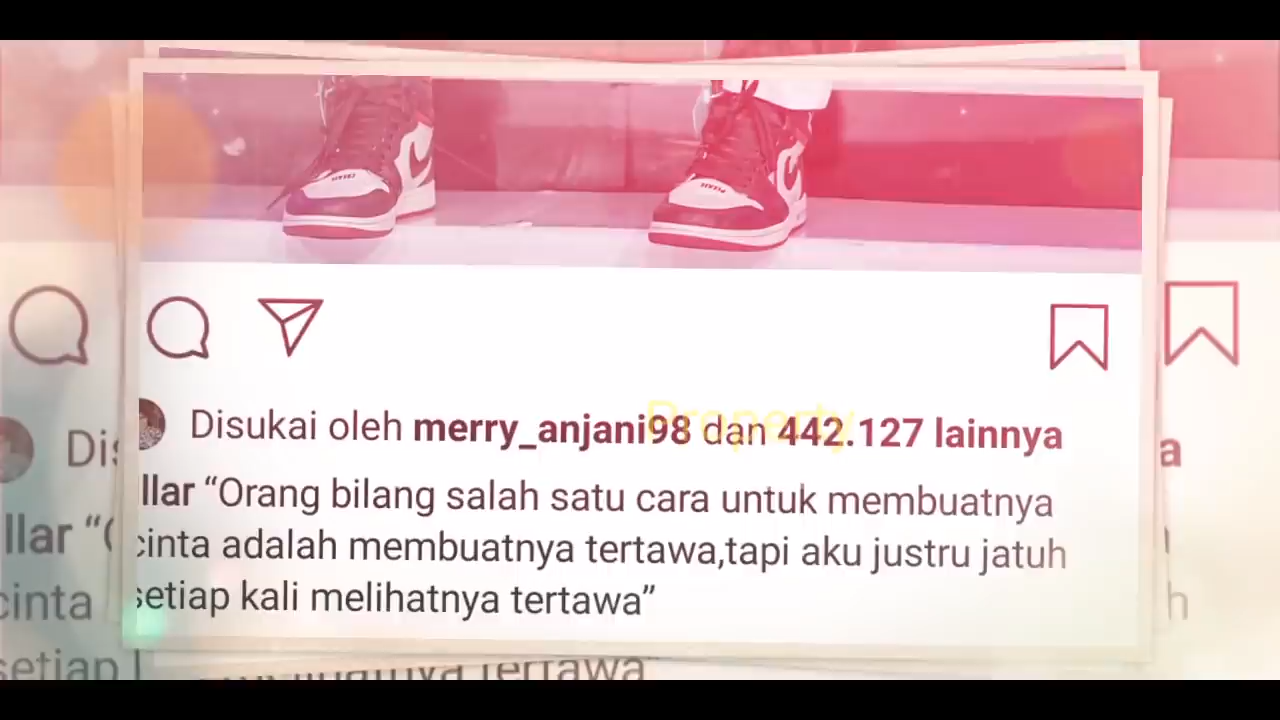 Disukai oleh merry_anjani98 dan 442.127 lainnya
Property
llar “Orang bilang salah satu cara untuk membuatnya
cinta adalah membuatnya tertawa,tapi aku justru jatuh
setiap kali melihatnya tertawa”